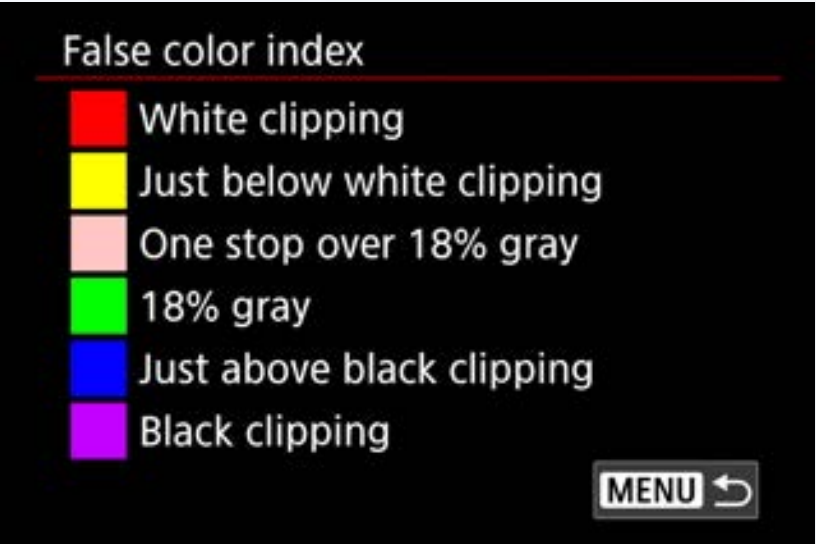 False color index
White clipping
Just below white clipping
One stop over 18% gray
18% gray
Just above black clipping
Black clipping
MENU